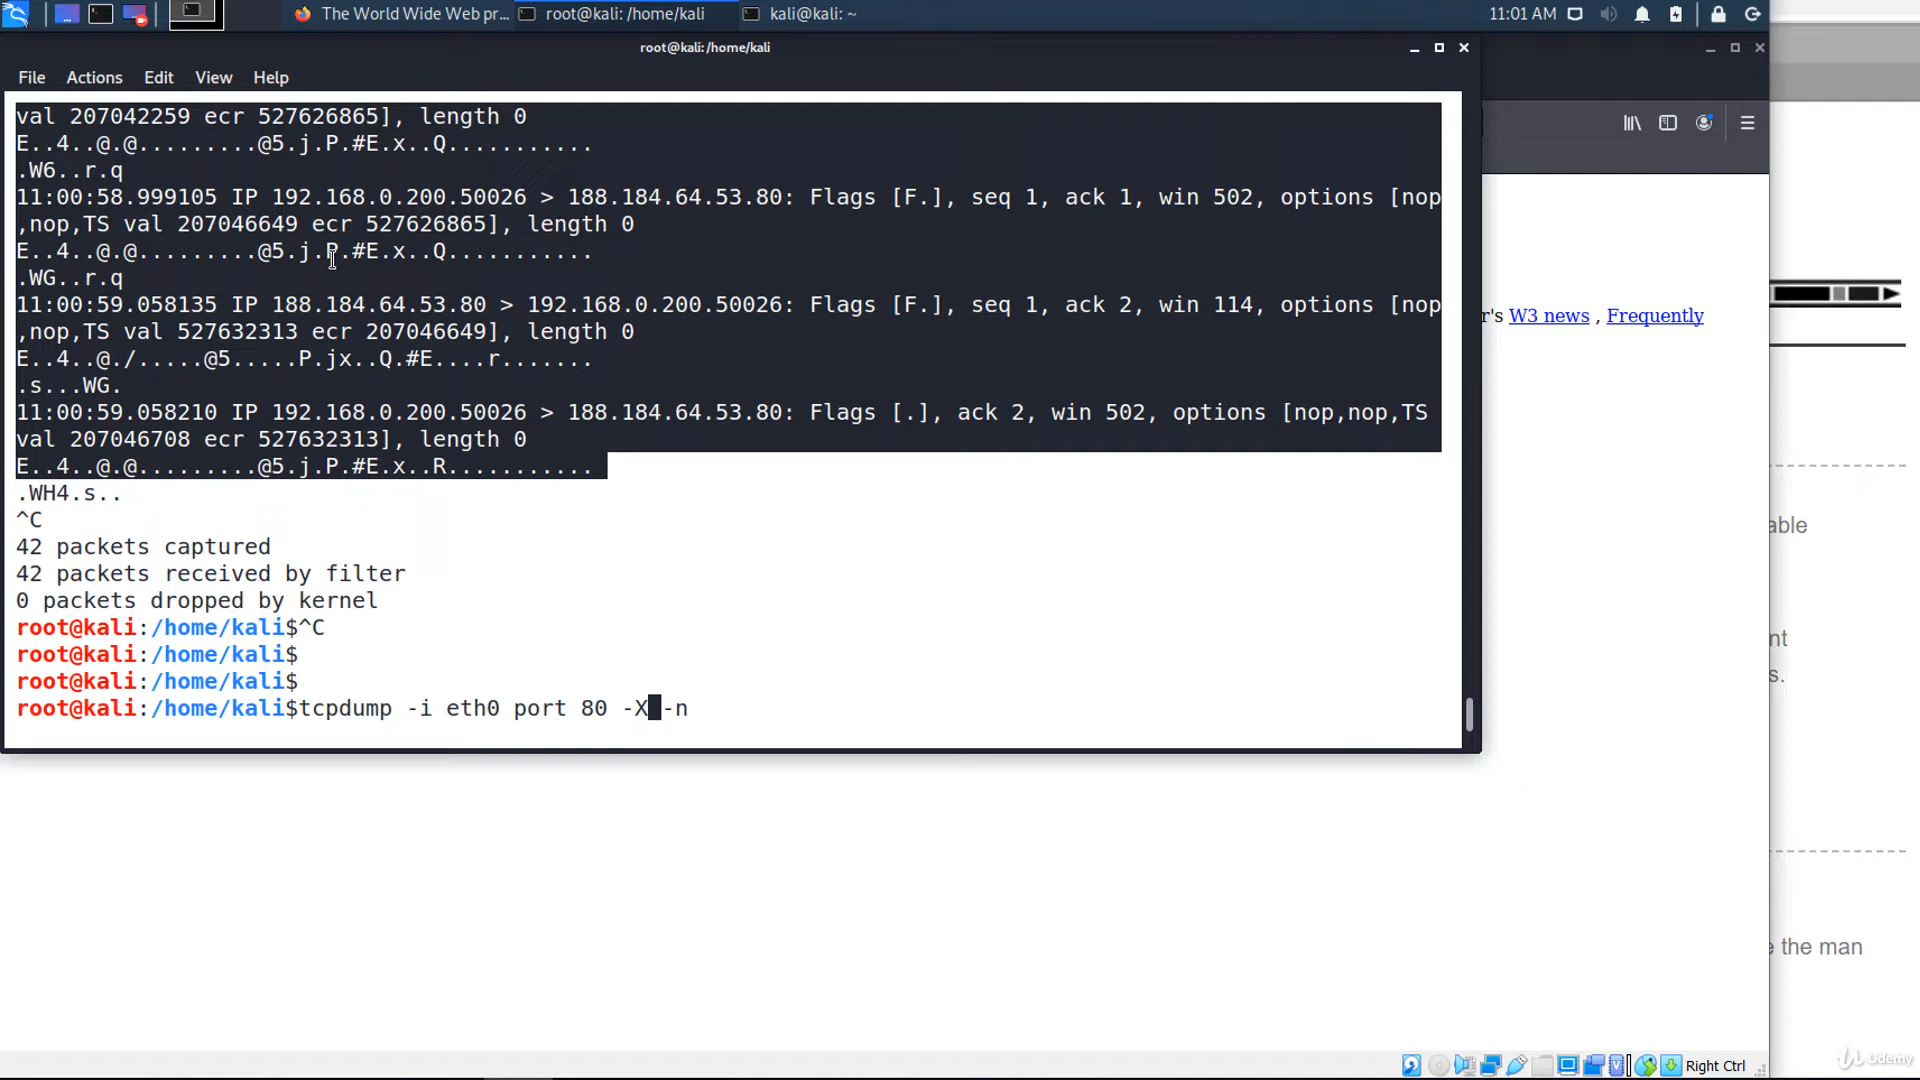 The World Wide Web pr...
root@kali: /home/kali
kali@kali: ~
11:01 AM
root@kali:/home/kali
File Actions Edit View Help
val 207042259 ecr 527626865], length 0
E..4..@.@.........@5.j.P.#E.x..Q...........
.W6..r.q
11:00:58.999105 IP 192.168.0.200.50026 > 188.184.64.53.80: Flags [F.], seq 1, ack 1, win 502, options [nop
,nop,TS val 207046649 ecr 527626865], length 0
E..4..@.@.........@5.j.P.#E.x..Q...........
.WG..r.q
11:00:59.058135 IP 188.184.64.53.80 > 192.168.0.200.50026: Flags [F.], seq 1, ack 2, win 114, options [nop
,nop,TS val 527632313 ecr 207046649], length 0
E..4..@./.....@5.....P.jx..Q.#E....r.......
.s...WG.
11:00:59.058210 IP 192.168.0.200.50026 > 188.184.64.53.80: Flags [.], ack 2, win 502, options [nop,nop,TS
val 207046708 ecr 527632313], length 0
E..4..@.@.........@5.j.P.#E.x..R...........
.WH4.s..
^C
42 packets captured
42 packets received by filter
0 packets dropped by kernel
root@kali:/home/kali$^C
root@kali:/home/kali$
root@kali:/home/kali$
root@kali:/home/kali$tcpdump -i eth0 port 80 -X -n
r's W3 news , Frequently
able
nt
s.
e the man
Right Ctrl
Udemy